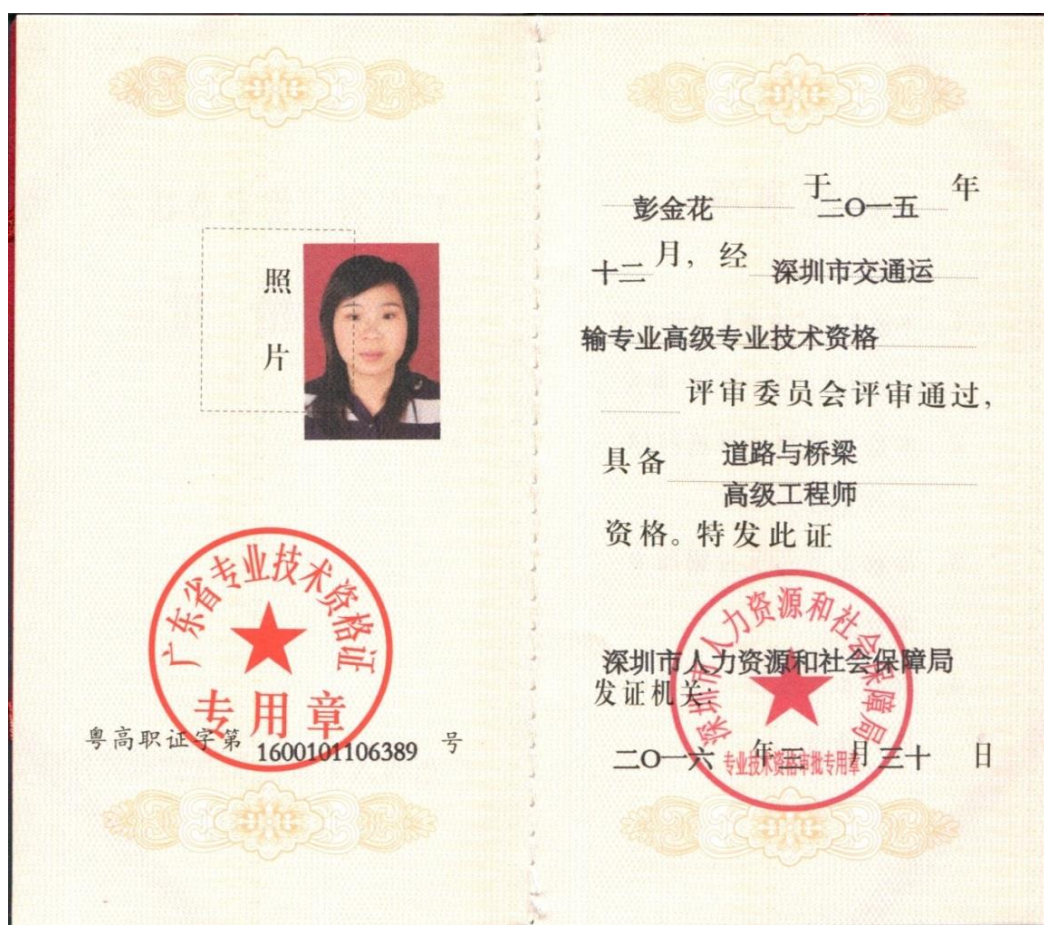 照
片
广东省专业技术资格证
专用章
粤高职证字第 1600101106389 号
彭金花 于二O一五 年
十二月，经 深圳市交通运
输专业高级专业技术资格
评审委员会评审通过，
具备 道路与桥梁
高级工程师
资格。特发此证
深圳市人力资源和社会保障局
深圳市人力资源和社会保障局
发证机关:
二O一六 年三 月三十 日
专业技术资格审批专用章